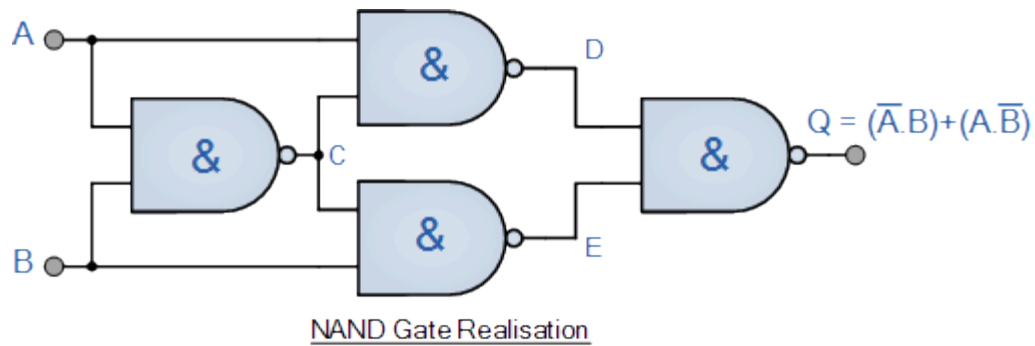 A
&
D
&
Q = (A̅.B)+(A.B̅)
C
&
&
E
B
NAND Gate Realisation